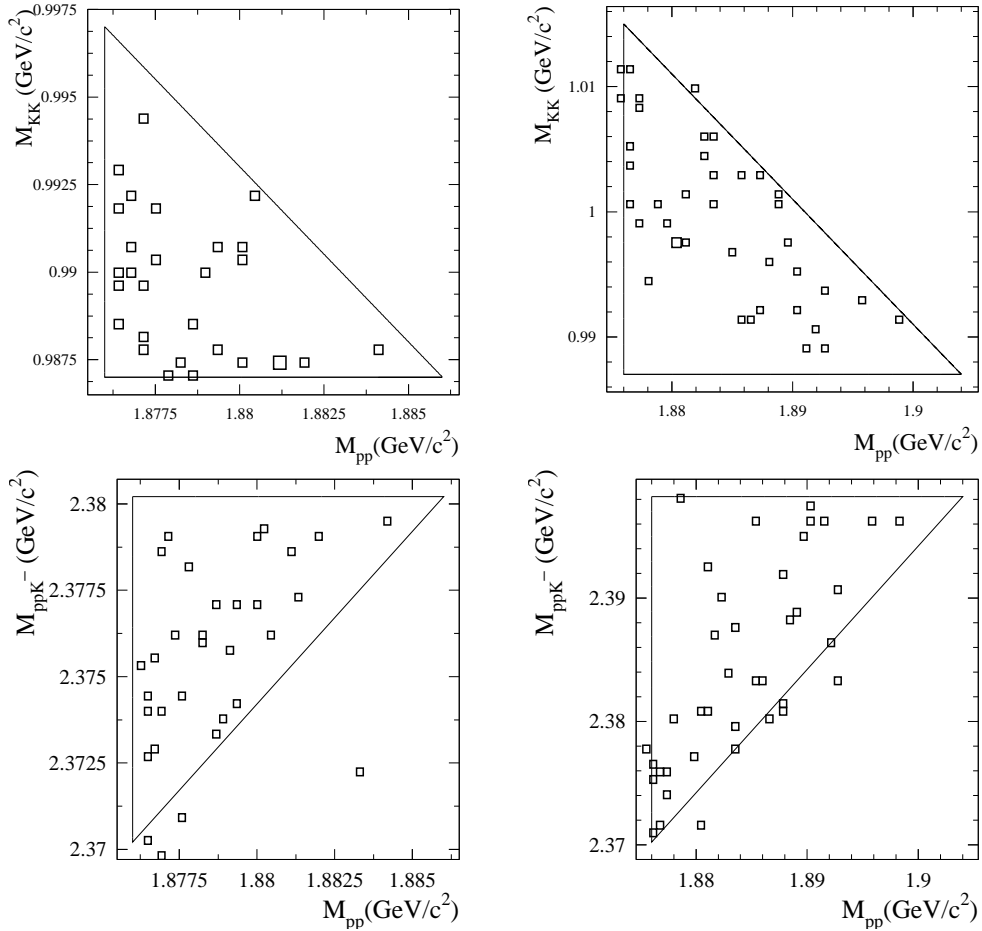 M_KK (GeV/c²)
0.9975
0.995
0.9925
0.99
0.9875
1.8775 1.88 1.8825 1.885
M_pp(GeV/c²)
M_KK (GeV/c²)
1.01
1
0.99
1.88 1.89 1.9
M_pp(GeV/c²)
M_ppK⁻ (GeV/c²)
2.38
2.3775
2.375
2.3725
2.37
1.8775 1.88 1.8825 1.885
M_pp(GeV/c²)
M_ppK⁻ (GeV/c²)
2.39
2.38
2.37
1.88 1.89 1.9
M_pp(GeV/c²)